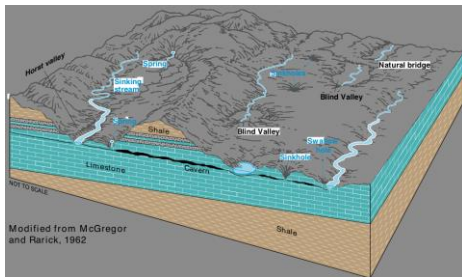 Horst valley
Spring
Natural bridge
Sinking
stream
Blind Valley
Shale
Blind Valley
Sinkhole
Limestone
Cavern
NOT TO SCALE
Modified from McGregor
and Rarick, 1962
Shale